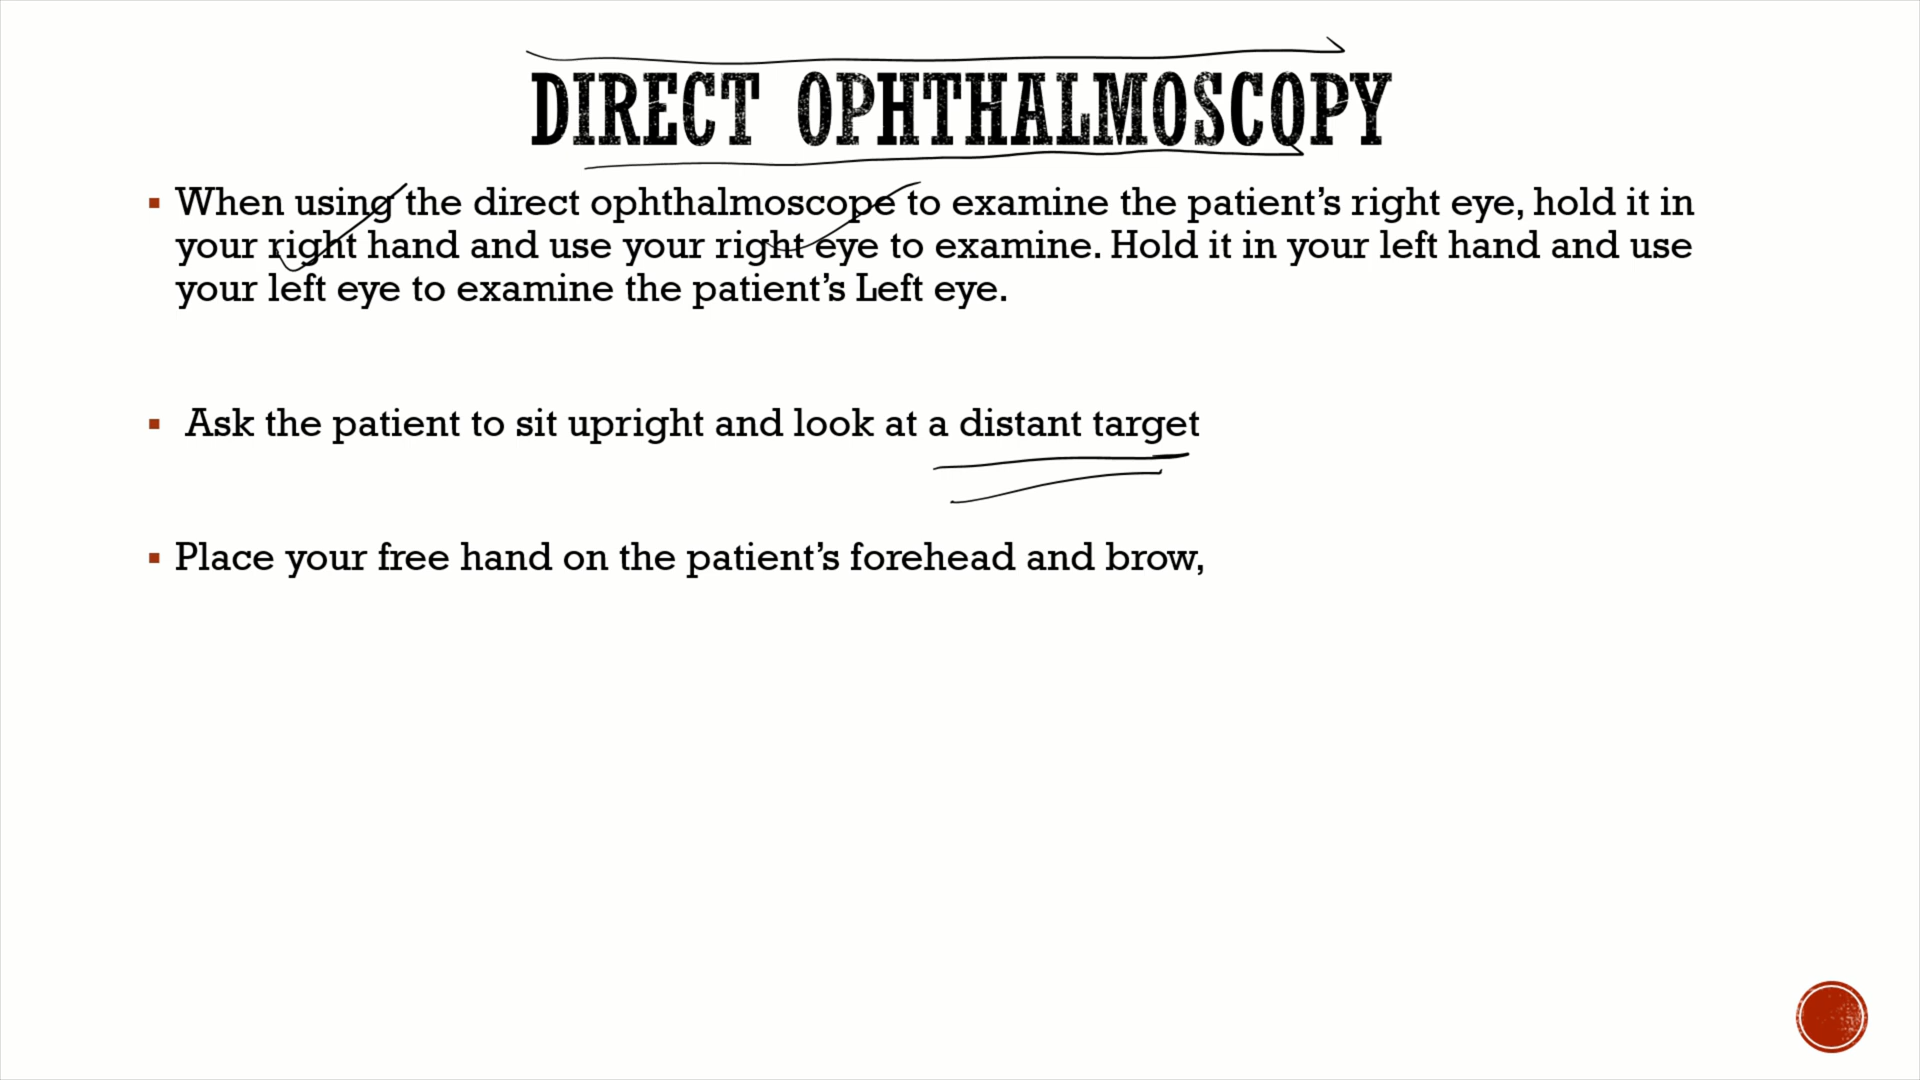 DIRECT OPHTHALMOSCOPY
▪ When using the direct ophthalmoscope to examine the patient’s right eye, hold it in
your right hand and use your right eye to examine. Hold it in your left hand and use
your left eye to examine the patient’s Left eye.
▪ Ask the patient to sit upright and look at a distant target
▪ Place your free hand on the patient’s forehead and brow,